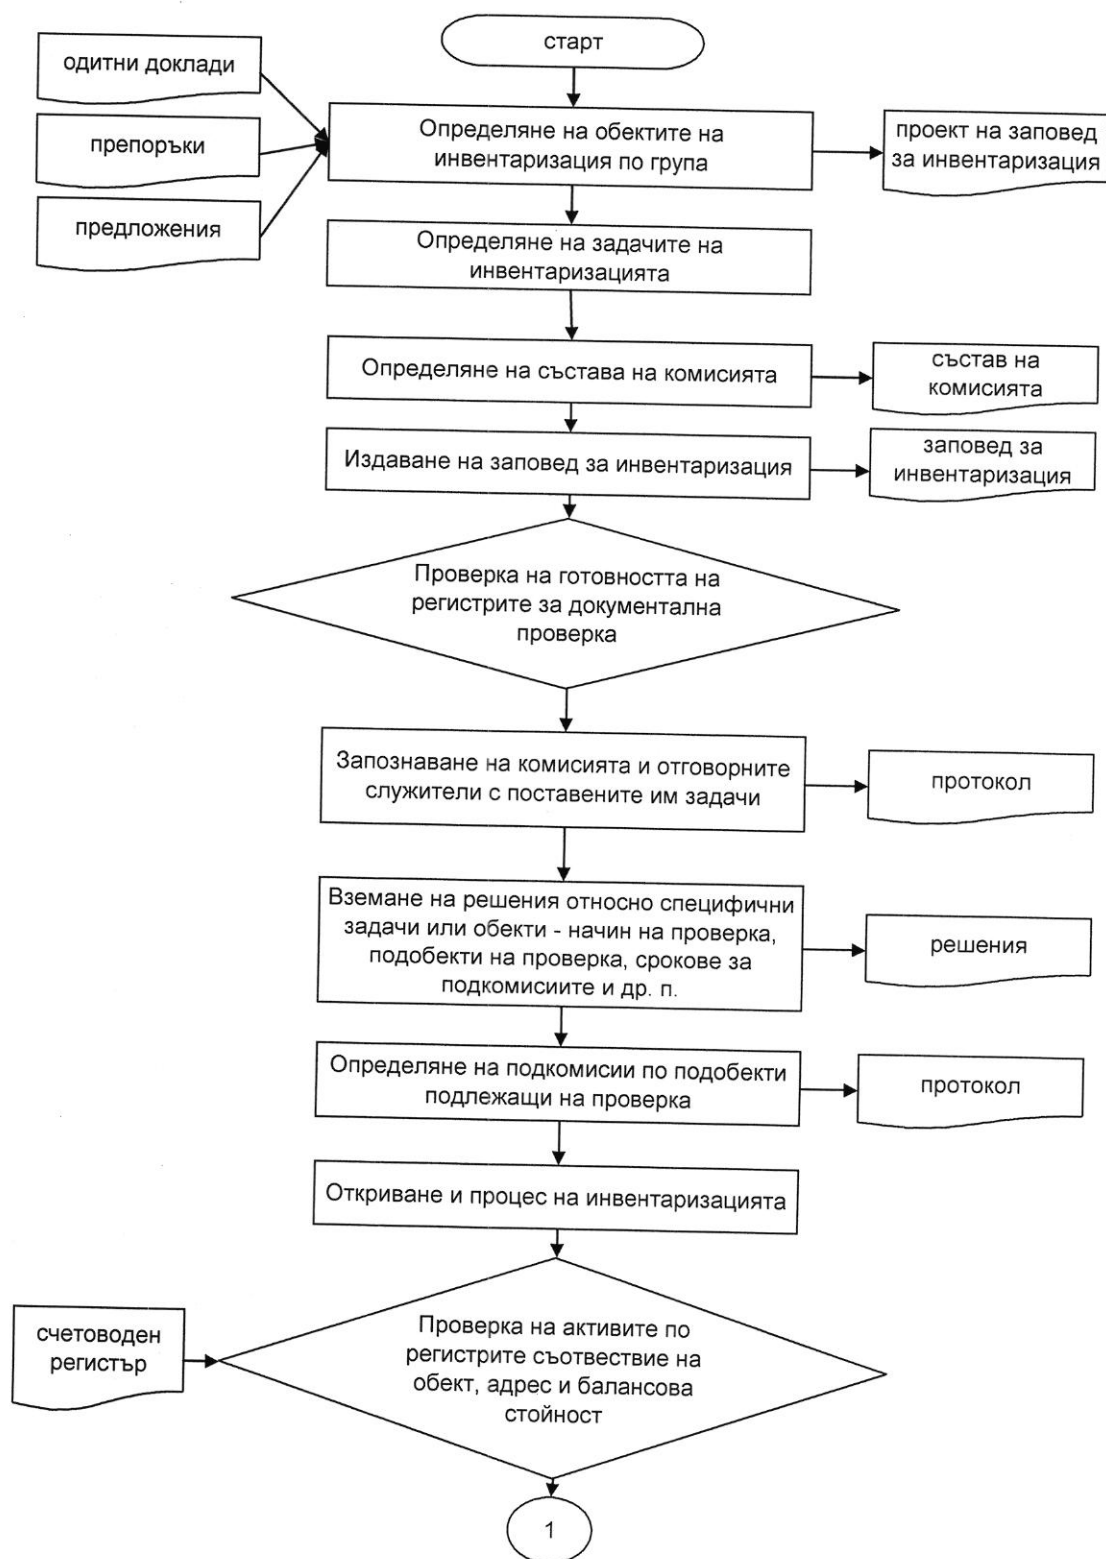 старт
одитни доклади
препоръки
предложения
Определяне на обектите на
инвентаризация по група
проект на заповед
за инвентаризация
Определяне на задачите на
инвентаризацията
Определяне на състава на комисията
състав на
комисията
Издаване на заповед за инвентаризация
заповед за
инвентаризация
Проверка на готовността на
регистрите за документална
проверка
Запознаване на комисията и отговорните
служители с поставените им задачи
протокол
Вземане на решения относно специфични
задачи или обекти - начин на проверка,
подобекти на проверка, срокове за
подкомисиите и др. п.
решения
Определяне на подкомисии по подобекти
подлежащи на проверка
протокол
Откриване и процес на инвентаризацията
счетоводен
регистър
Проверка на активите по
регистрите съотвествие на
обект, адрес и балансова
стойност
1